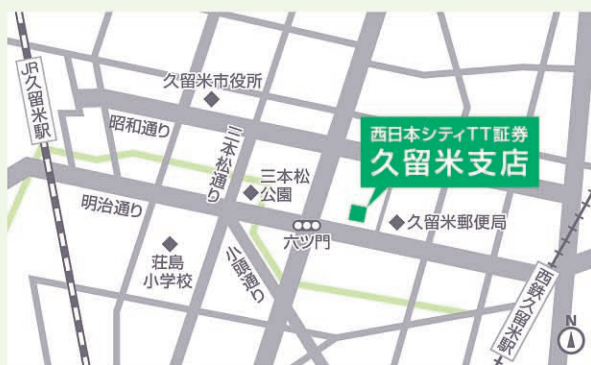 JR久留米駅
久留米市役所
昭和通り
三本松通り
西日本シティTT証券
久留米支店
三本松
公園
明治通り
六ツ門
久留米郵便局
荘島
小学校
小頭通り
西鉄久留米駅
N